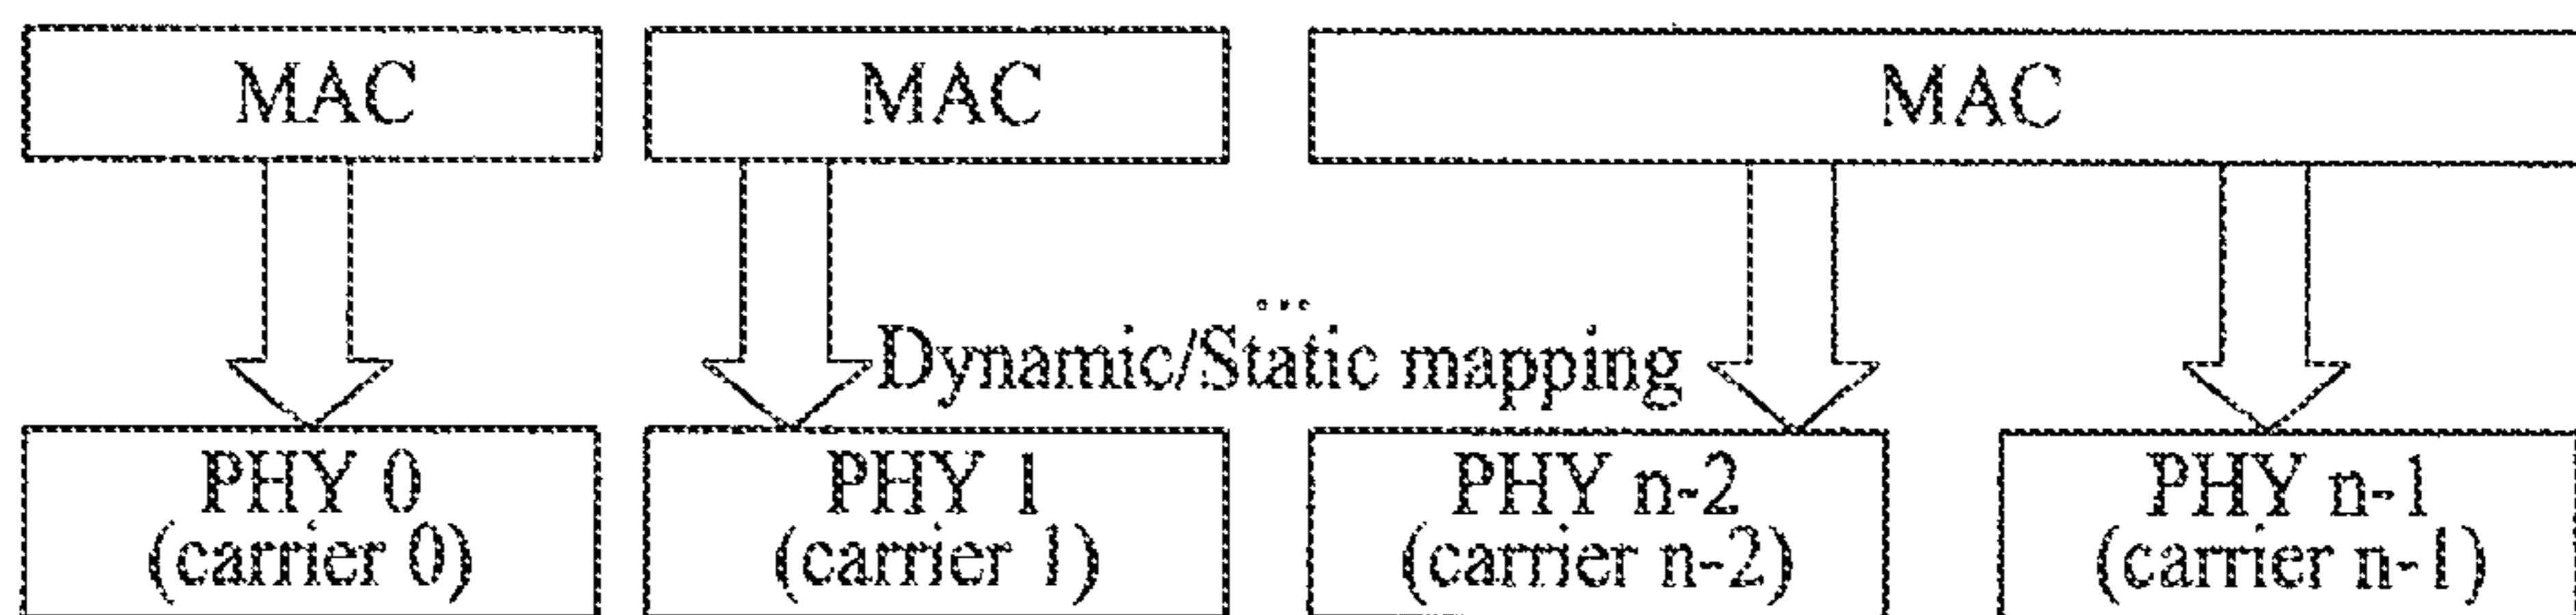 MAC
MAC
MAC
...
Dynamic/Static mapping
PHY 0
(carrier 0)
PHY 1
(carrier 1)
PHY n-2
(carrier n-2)
PHY n-1
(carrier n-1)